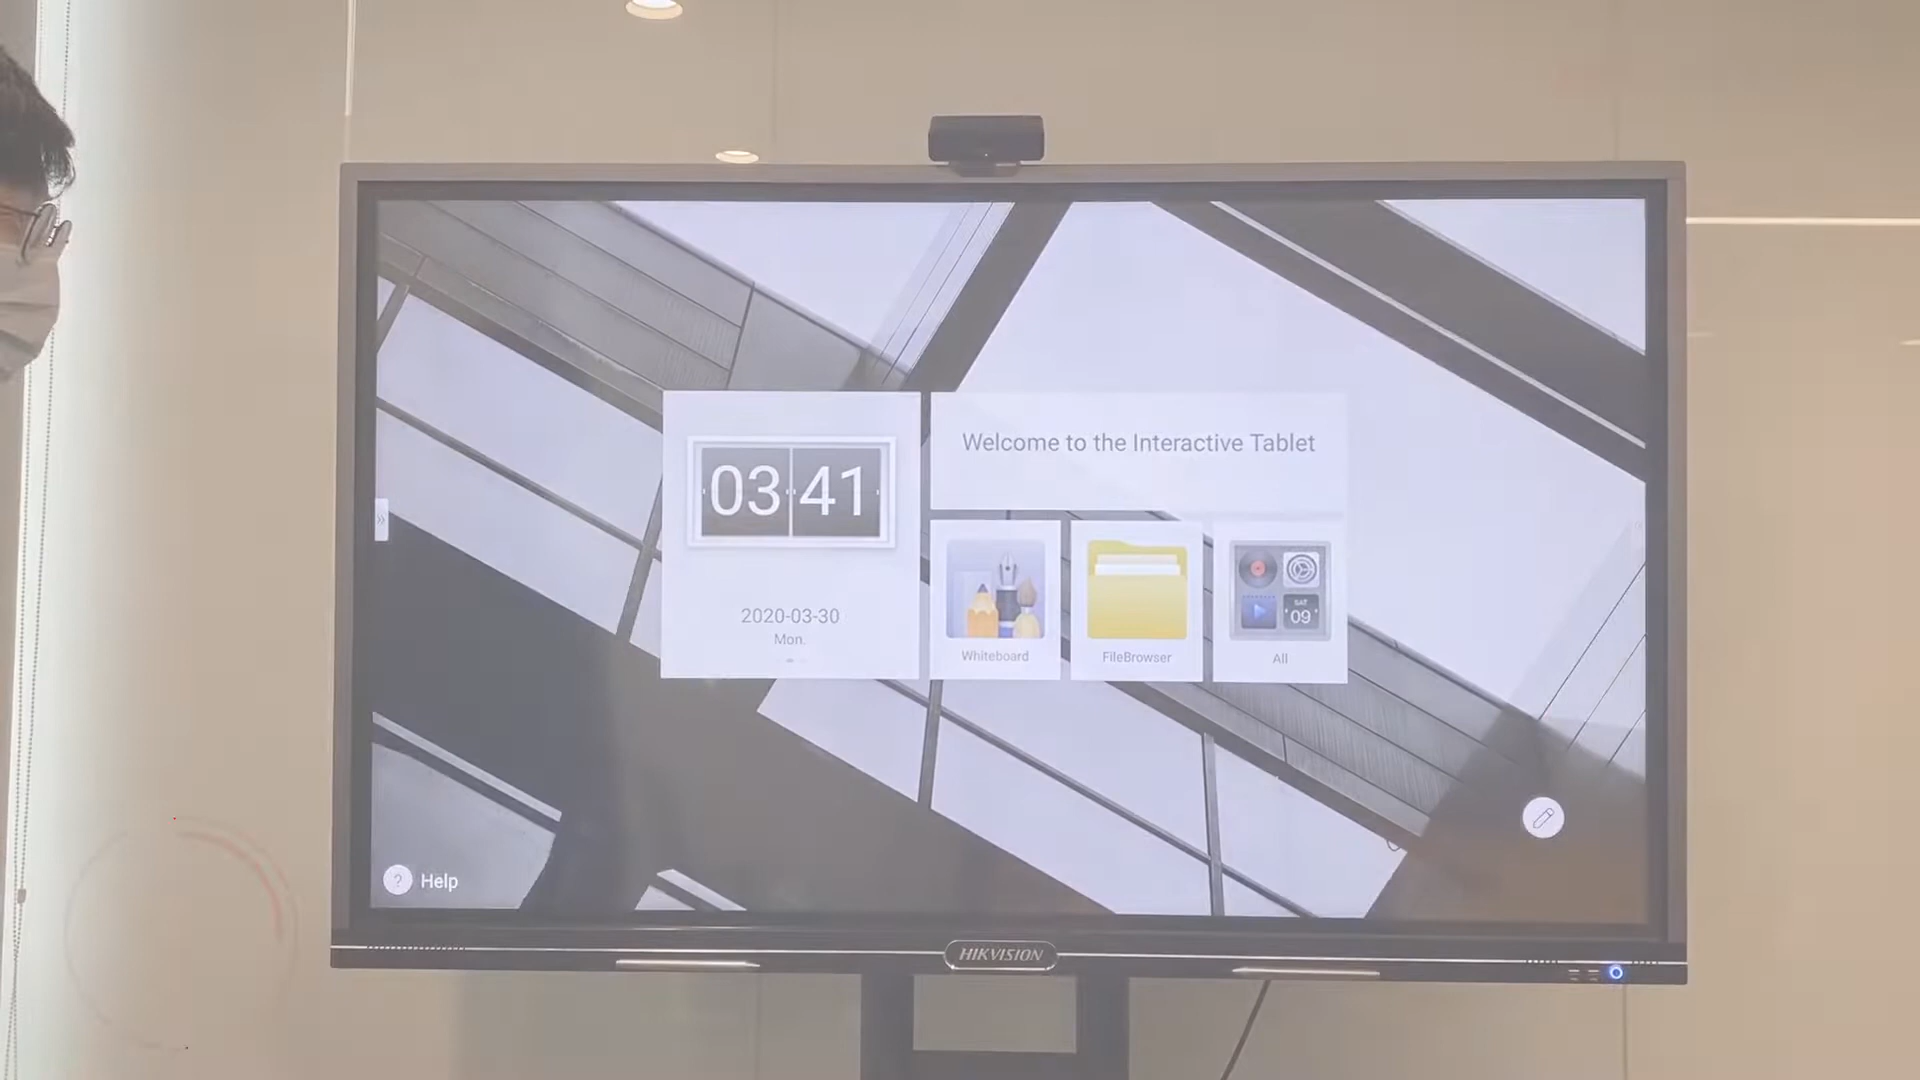 03 41
2020-03-30
Mon.
Welcome to the Interactive Tablet
Whiteboard
FileBrowser
SAT
09
All
? Help
HIKVISION